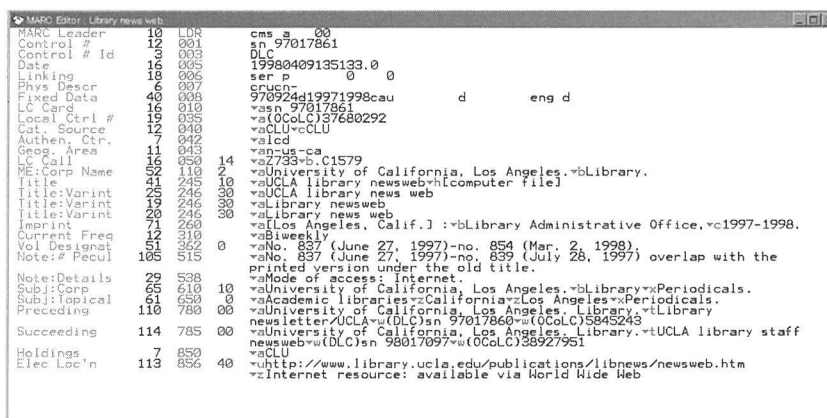 MARC Editor : Library news web
MARC Leader 10 LDR cms a 00
Control # 12 001 sn 97017861
Control # Id 3 003 DLC
Date 16 005 19980409135133.0
Linking 18 006 ser p 0 0
Phys Descr 6 007 crucn-
Fixed Data 40 008 970924d19971998cau d eng d
LC Card 16 010 ▾asn 97017861
Local Ctrl # 19 035 ▾a(OCoLC)37680292
Cat. Source 12 040 ▾aCLU▾cCLU
Authen. Ctr. 7 042 ▾alcd
Geog. Area 11 043 ▾an-us-ca
LC Call 16 050 14 ▾aZ733▾b.C1579
ME:Corp Name 52 110 2 ▾aUniversity of California, Los Angeles.▾bLibrary.
Title 41 245 10 ▾aUCLA library newsweb▾h[computer file]
Title:Varint 25 246 30 ▾aUCLA library news web
Title:Varint 19 246 30 ▾aLibrary newsweb
Title:Varint 20 246 30 ▾aLibrary news web
Imprint 71 260 ▾a[Los Angeles, Calif.] :▾bLibrary Administrative Office,▾c1997-1998.
Current Freq 12 310 ▾aBiweekly
Vol Designat 51 362 0 ▾aNo. 837 (June 27, 1997)-no. 854 (Mar. 2, 1998).
Note:# Pecul 105 515 ▾aNo. 837 (June 27, 1997)-no. 839 (July 28, 1997) overlap with the
printed version under the old title.
Note:Details 29 538 ▾aMode of access: Internet.
Subj:Corp 65 610 10 ▾aUniversity of California, Los Angeles.▾bLibrary▾xPeriodicals.
Subj:Topical 61 650 0 ▾aAcademic libraries▾zCalifornia▾zLos Angeles▾xPeriodicals.
Preceding 110 780 00 ▾aUniversity of California, Los Angeles. Library.▾tLibrary
newsletter/UCLA▾w(DLC)sn 97017860▾w(OCoLC)5845243
Succeeding 114 785 00 ▾aUniversity of California, Los Angeles. Library.▾tUCLA library staff
newsweb▾w(DLC)sn 98017097▾w(OCoLC)38927951
Holdings 7 850 ▾aCLU
Elec Loc'n 113 856 40 ▾uhttp://www.library.ucla.edu/publications/libnews/newsweb.htm
▾zInternet resource: available via World Wide Web